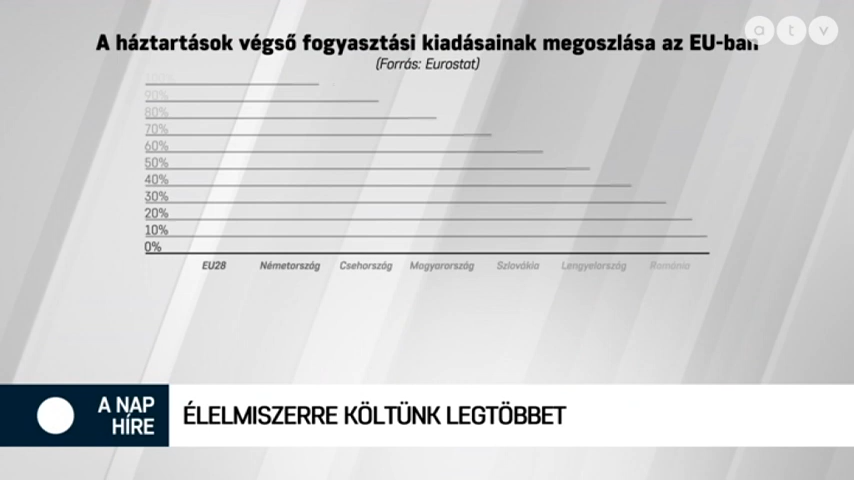 atv
A háztartások végső fogyasztási kiadásainak megoszlása az EU-ban
(Forrás: Eurostat)
100%
90%
80%
70%
60%
50%
40%
30%
20%
10%
0%
EU28 Németország Csehország Magyarország Szlovákia Lengyelország Románia
A NAP
HÍRE
ÉLELMISZERRE KÖLTÜNK LEGTÖBBET